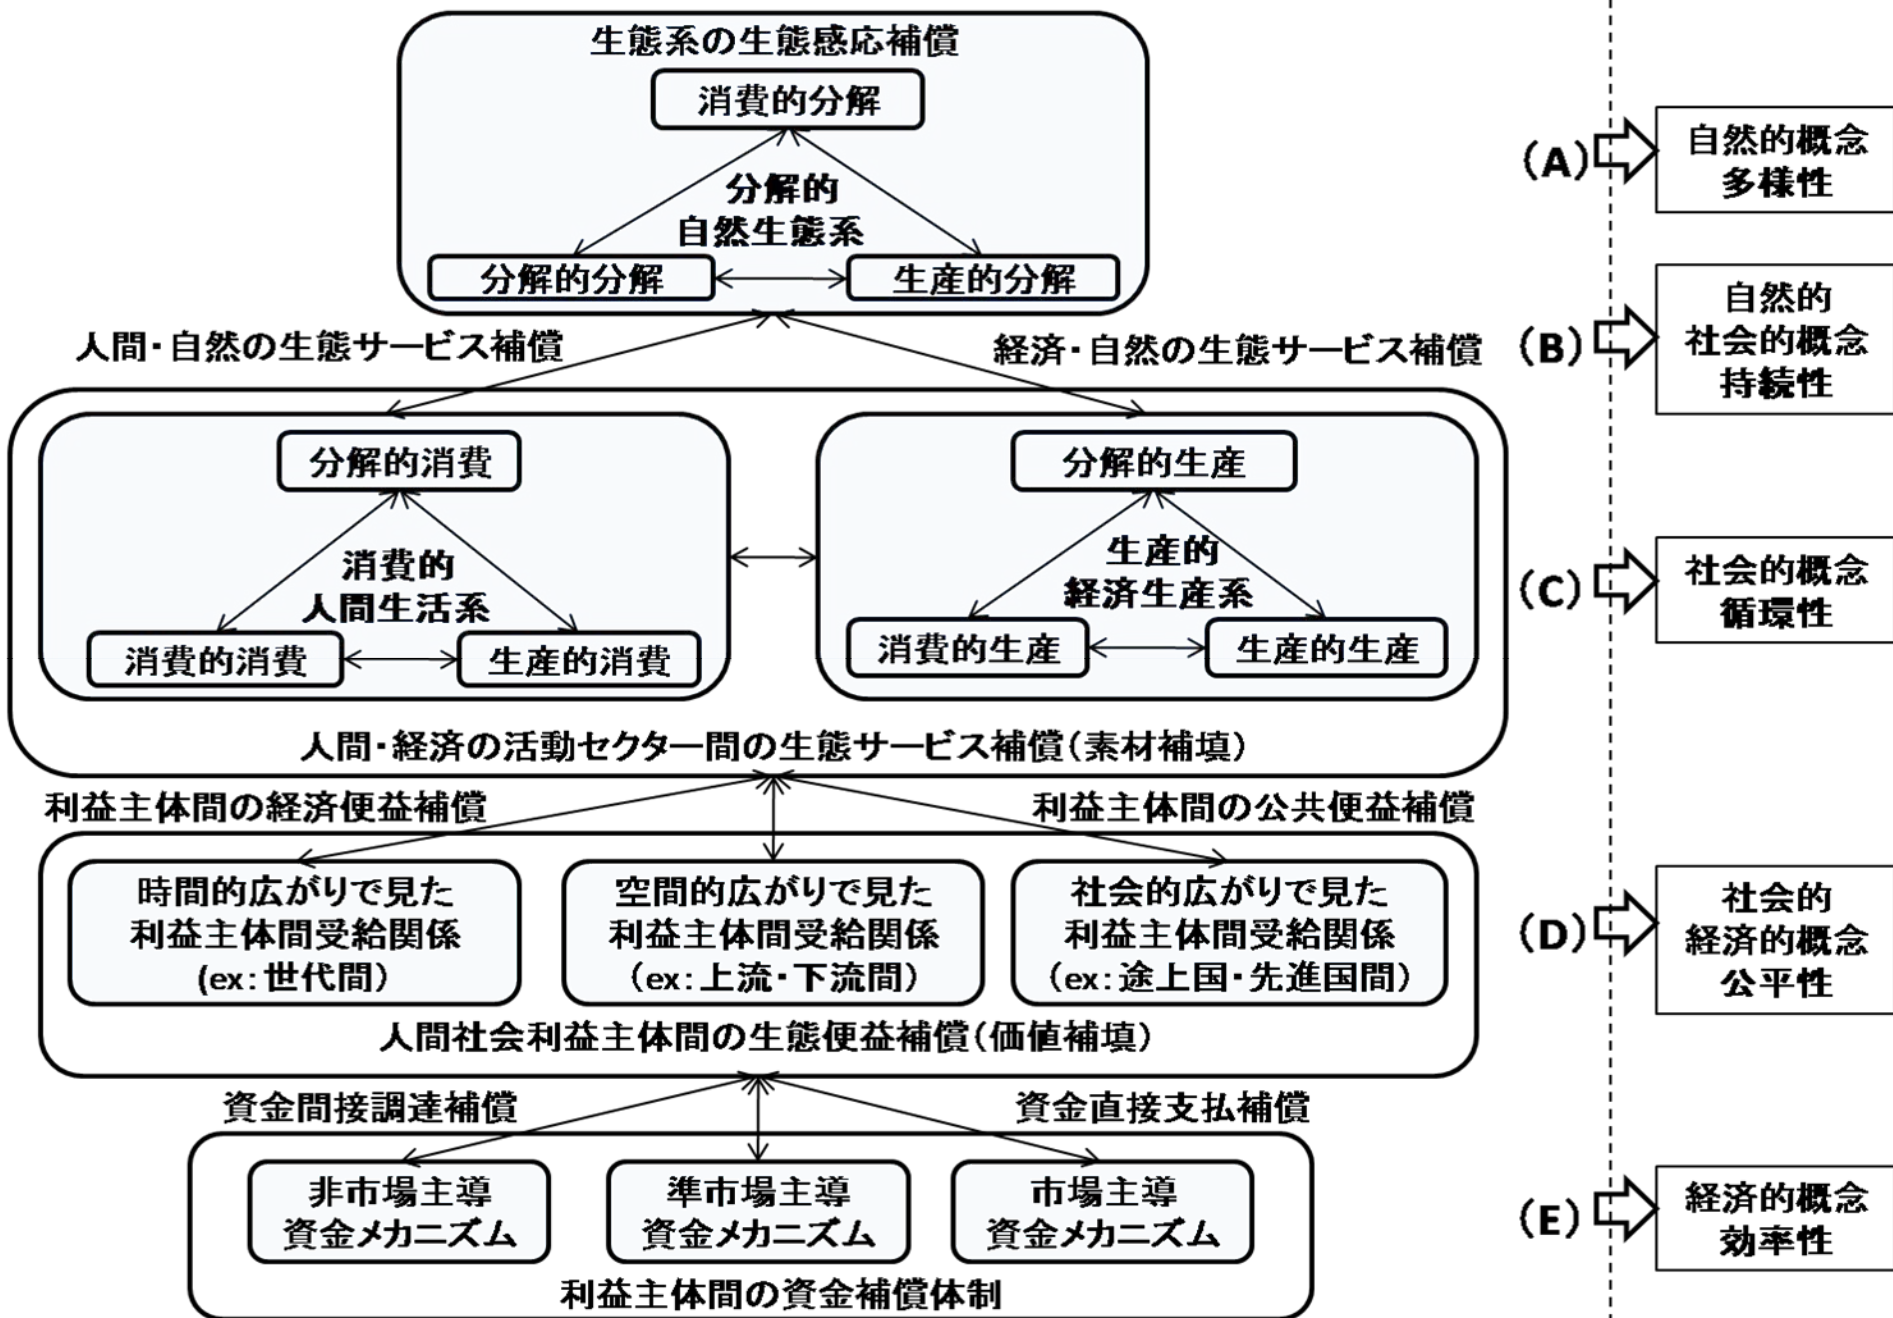 生態系の生態感応補償
消費的分解
分解的
自然生態系
分解的分解
生産的分解
(A)
自然的概念
多様性
人間・自然の生態サービス補償
経済・自然の生態サービス補償
(B)
自然的
社会的概念
持続性
分解的消費
消費的
人間生活系
消費的消費
生産的消費
分解的生産
生産的
経済生産系
消費的生産
生産的生産
人間・経済の活動セクター間の生態サービス補償(素材補填)
(C)
社会的概念
循環性
利益主体間の経済便益補償
利益主体間の公共便益補償
時間的広がりで見た
利益主体間受給関係
(ex:世代間)
空間的広がりで見た
利益主体間受給関係
(ex:上流・下流間)
社会的広がりで見た
利益主体間受給関係
(ex:途上国・先進国間)
人間社会利益主体間の生態便益補償(価値補填)
(D)
社会的
経済的概念
公平性
資金間接調達補償
資金直接支払補償
非市場主導
資金メカニズム
準市場主導
資金メカニズム
市場主導
資金メカニズム
利益主体間の資金補償体制
(E)
経済的概念
効率性